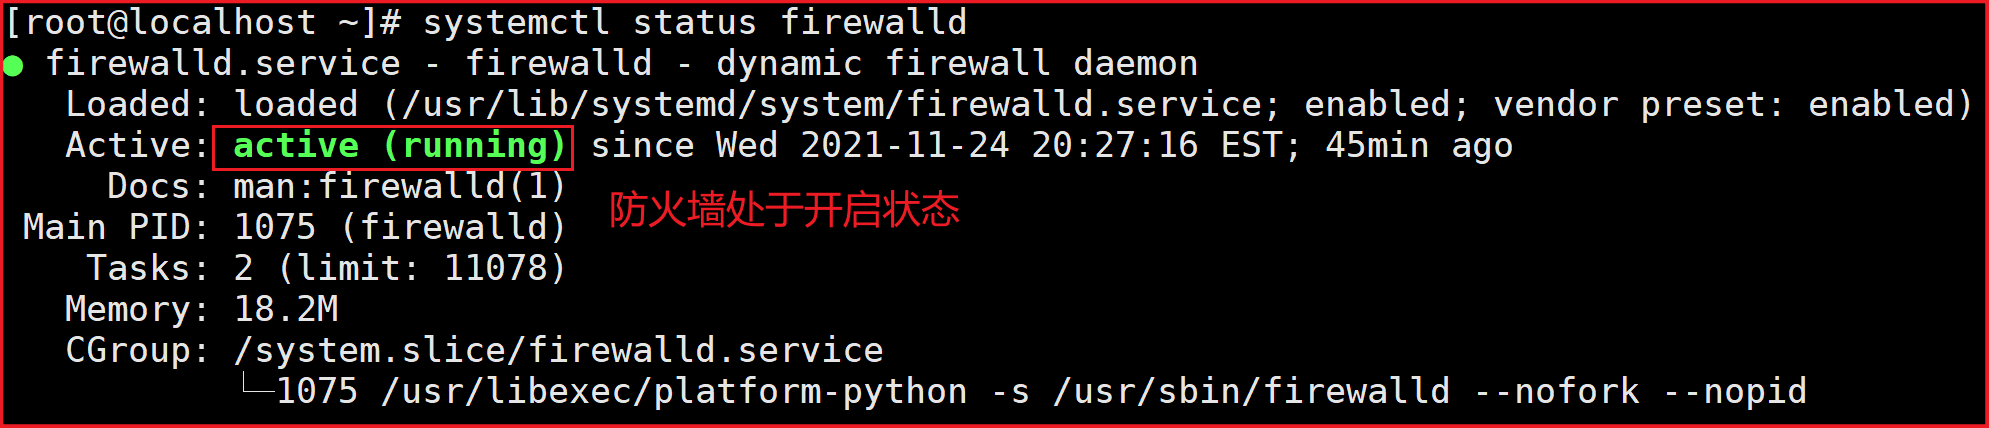 [root@localhost ~]# systemctl status firewalld
● firewalld.service - firewalld - dynamic firewall daemon
Loaded: loaded (/usr/lib/systemd/system/firewalld.service; enabled; vendor preset: enabled)
Active: active (running) since Wed 2021-11-24 20:27:16 EST; 45min ago
Docs: man:firewalld(1)
防火墙处于开启状态
Main PID: 1075 (firewalld)
Tasks: 2 (limit: 11078)
Memory: 18.2M
CGroup: /system.slice/firewalld.service
└─1075 /usr/libexec/platform-python -s /usr/sbin/firewalld --nofork --nopid